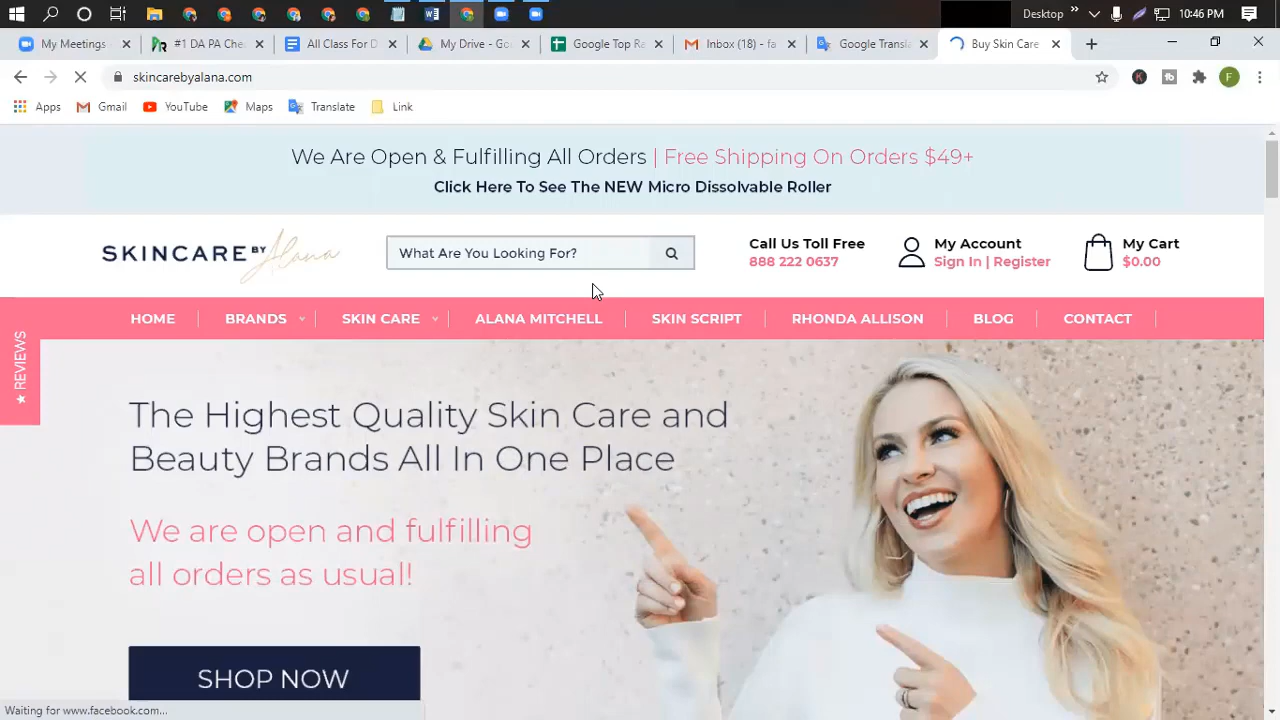 Desktop
10:46 PM
My Meetings
#1 DA PA Che
All Class For D
My Drive - Go
Google Top Ra
Inbox (18) - fa
Google Transla
Buy Skin Care
skincarebyalana.com
Apps
Gmail
YouTube
Maps
Translate
Link
We Are Open & Fulfilling All Orders | Free Shipping On Orders $49+
Click Here To See The NEW Micro Dissolvable Roller
SKINCARE BY Alana
What Are You Looking For?
Call Us Toll Free
888 222 0637
My Account
Sign In | Register
My Cart
$0.00
HOME
BRANDS
SKIN CARE
ALANA MITCHELL
SKIN SCRIPT
RHONDA ALLISON
BLOG
CONTACT
★ REVIEWS
The Highest Quality Skin Care and
Beauty Brands All In One Place
We are open and fulfilling
all orders as usual!
SHOP NOW
Waiting for www.facebook.com...